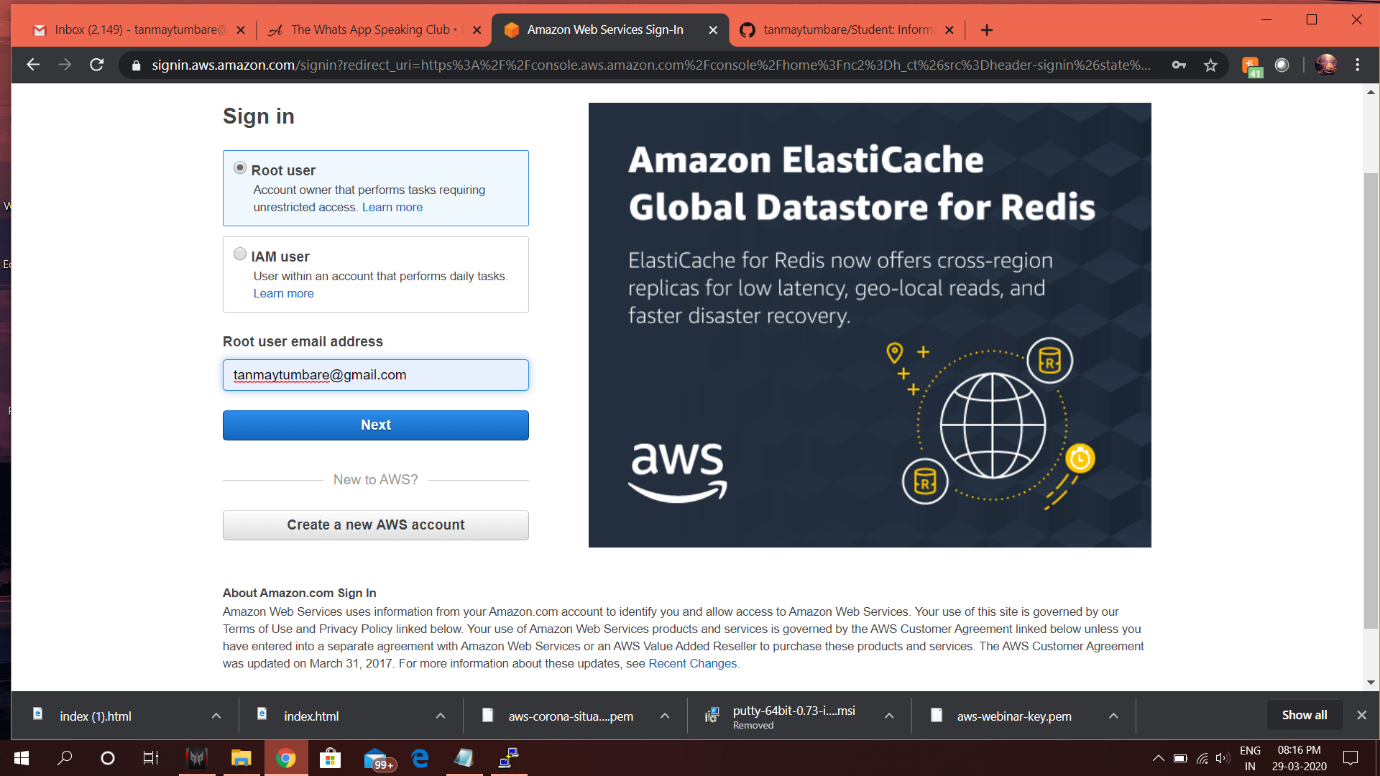 Inbox (2,149) - tanmaytumbare@
The Whats App Speaking Club •
Amazon Web Services Sign-In
tanmaytumbare/Student: Informa
signin.aws.amazon.com/signin?redirect_uri=https%3A%2F%2Fconsole.aws.amazon.com%2Fconsole%2Fhome%3Fnc2%3Dh_ct%26src%3Dheader-signin%26state%...
41
Sign in
Root user
Account owner that performs tasks requiring
unrestricted access. Learn more
IAM user
User within an account that performs daily tasks.
Learn more
Root user email address
tanmaytumbare@gmail.com
Next
New to AWS?
Create a new AWS account
Amazon ElastiCache
Global Datastore for Redis
ElastiCache for Redis now offers cross-region
replicas for low latency, geo-local reads, and
faster disaster recovery.
R
R
aws
About Amazon.com Sign In
Amazon Web Services uses information from your Amazon.com account to identify you and allow access to Amazon Web Services. Your use of this site is governed by our
Terms of Use and Privacy Policy linked below. Your use of Amazon Web Services products and services is governed by the AWS Customer Agreement linked below unless you
have entered into a separate agreement with Amazon Web Services or an AWS Value Added Reseller to purchase these products and services. The AWS Customer Agreement
was updated on March 31, 2017. For more information about these updates, see Recent Changes.
index (1).html
index.html
aws-corona-situa....pem
putty-64bit-0.73-i....msi
Removed
aws-webinar-key.pem
Show all
99+
ENG
IN
08:16 PM
29-03-2020